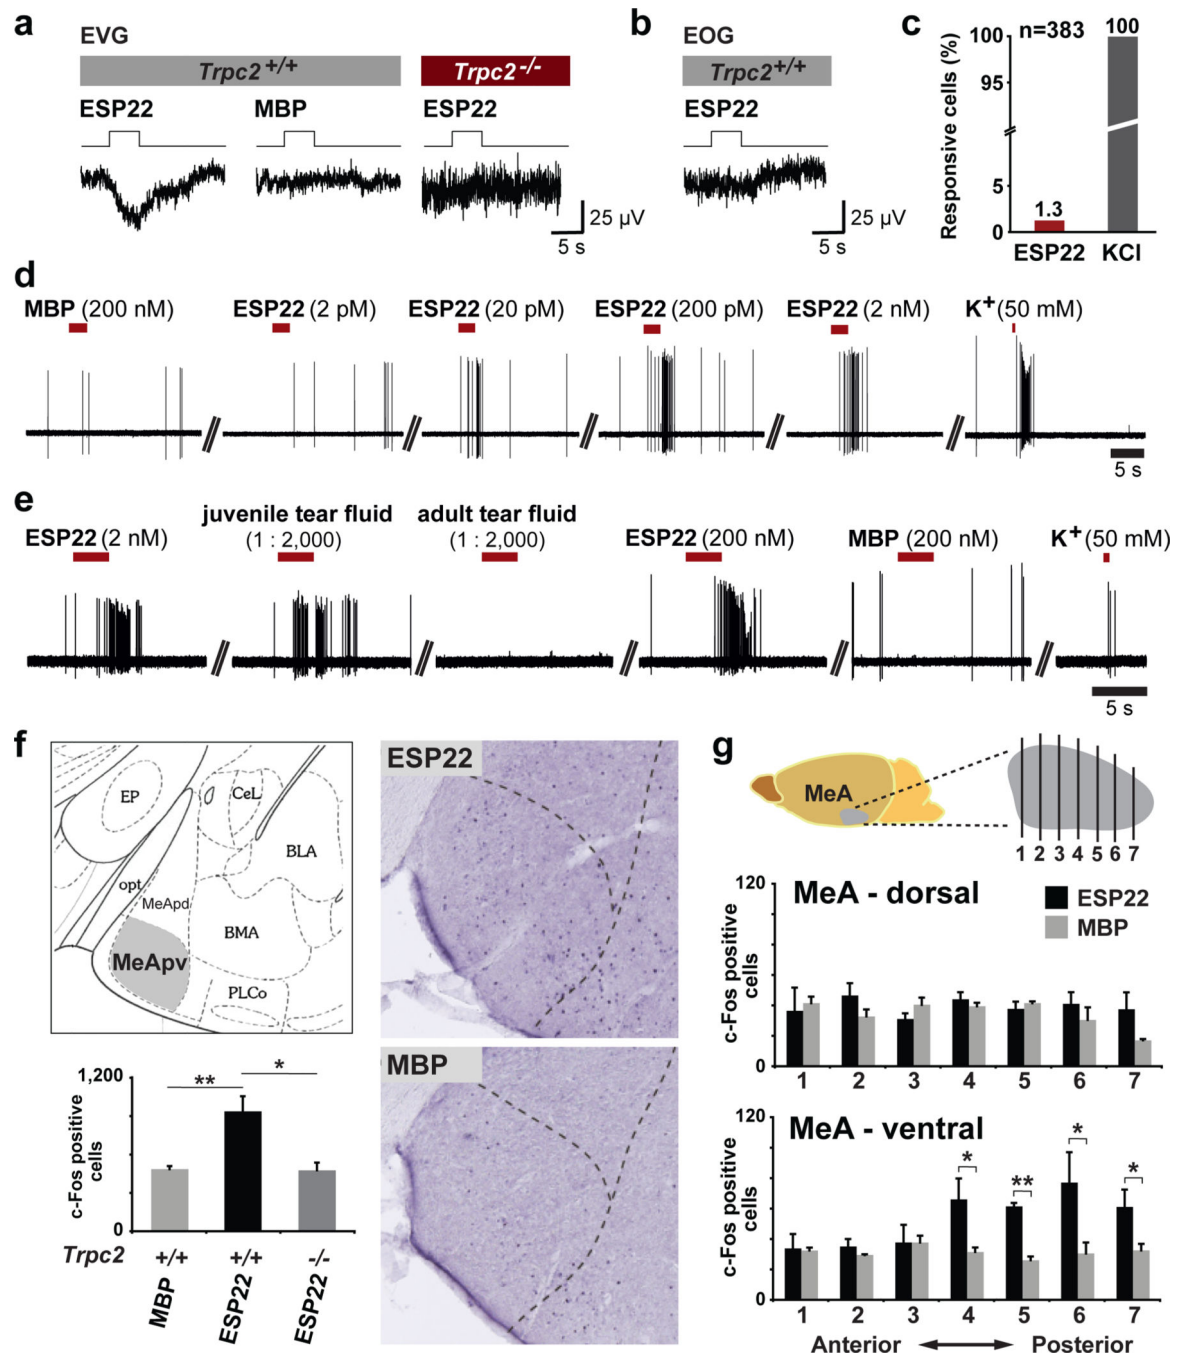 a
EVG
Trpc2 +/+
Trpc2 -/-
ESP22
MBP
ESP22
25 µV
5 s
b
EOG
Trpc2+/+
ESP22
25 µV
5 s
c
Responsive cells (%)
n=383
100
100
95
5
0
1.3
ESP22
KCl
d
MBP (200 nM)
ESP22 (2 pM)
ESP22 (20 pM)
ESP22 (200 pM)
ESP22 (2 nM)
K+ (50 mM)
5 s
e
ESP22 (2 nM)
juvenile tear fluid
(1 : 2,000)
adult tear fluid
(1 : 2,000)
ESP22 (200 nM)
MBP (200 nM)
K+ (50 mM)
5 s
f
EP
CeL
BLA
opt
MeApd
BMA
MeApv
PLCo
ESP22
MBP
1,200
0
c-Fos positive
cells
**
*
Trpc2 +/+ +/+ -/-
MBP
ESP22
ESP22
g
MeA
1 2 3 4 5 6 7
MeA - dorsal
ESP22
MBP
120
0
c-Fos positive
cells
1 2 3 4 5 6 7
MeA - ventral
120
0
c-Fos positive
cells
*
**
*
*
1 2 3 4 5 6 7
Anterior Posterior